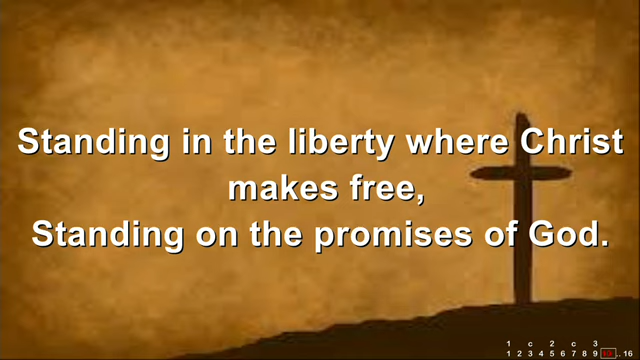 Standing in the liberty where Christ
makes free,
Standing on the promises of God.
1 c 2 c 3
1 2 3 4 5 6 7 8 9 10 .. 16